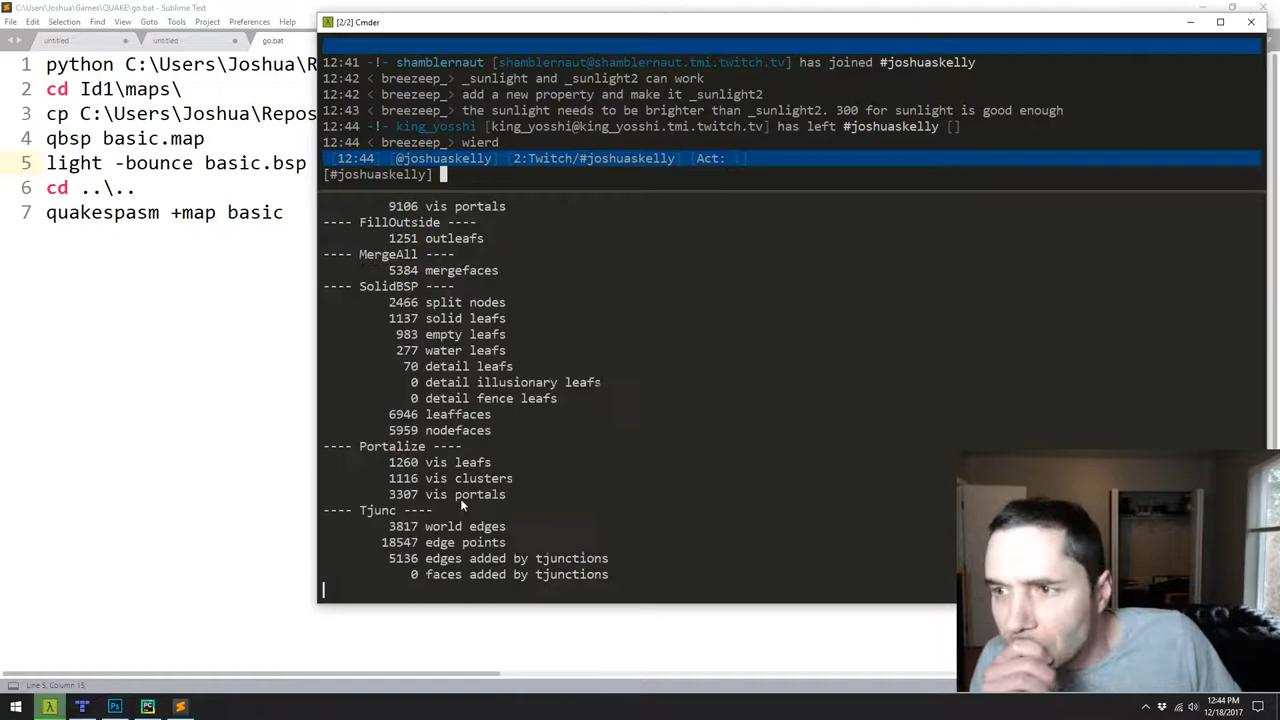 C:\Users\Joshua\Games\QUAKE\go.bat - Sublime Text
File Edit Selection Find View Goto Tools Project Preferences Help
untitled untitled go.bat
1 python C:\Users\Joshua\R
2 cd Id1\maps\
3 cp C:\Users\Joshua\Repos
4 qbsp basic.map
5 light -bounce basic.bsp
6 cd ..\..
7 quakespasm +map basic
Line 5, Column 15
[2/2] Cmder
12:41 -!- shamblernaut [shamblernaut@shamblernaut.tmi.twitch.tv] has joined #joshuaskelly
12:42 < breezeep_> _sunlight and _sunlight2 can work
12:42 < breezeep_> add a new property and make it _sunlight2
12:43 < breezeep_> the sunlight needs to be brighter than _sunlight2. 300 for sunlight is good enough
12:44 -!- king_yosshi [king_yosshi@king_yosshi.tmi.twitch.tv] has left #joshuaskelly []
12:44 < breezeep_> wierd
[12:44] [@joshuaskelly] [2:Twitch/#joshuaskelly] [Act: 1]
[#joshuaskelly]
9106 vis portals
---- FillOutside ----
1251 outleafs
---- MergeAll ----
5384 mergefaces
---- SolidBSP ----
2466 split nodes
1137 solid leafs
983 empty leafs
277 water leafs
70 detail leafs
0 detail illusionary leafs
0 detail fence leafs
6946 leaffaces
5959 nodefaces
---- Portalize ----
1260 vis leafs
1116 vis clusters
3307 vis portals
---- Tjunc ----
3817 world edges
18547 edge points
5136 edges added by tjunctions
0 faces added by tjunctions
12:44 PM
12/18/2017